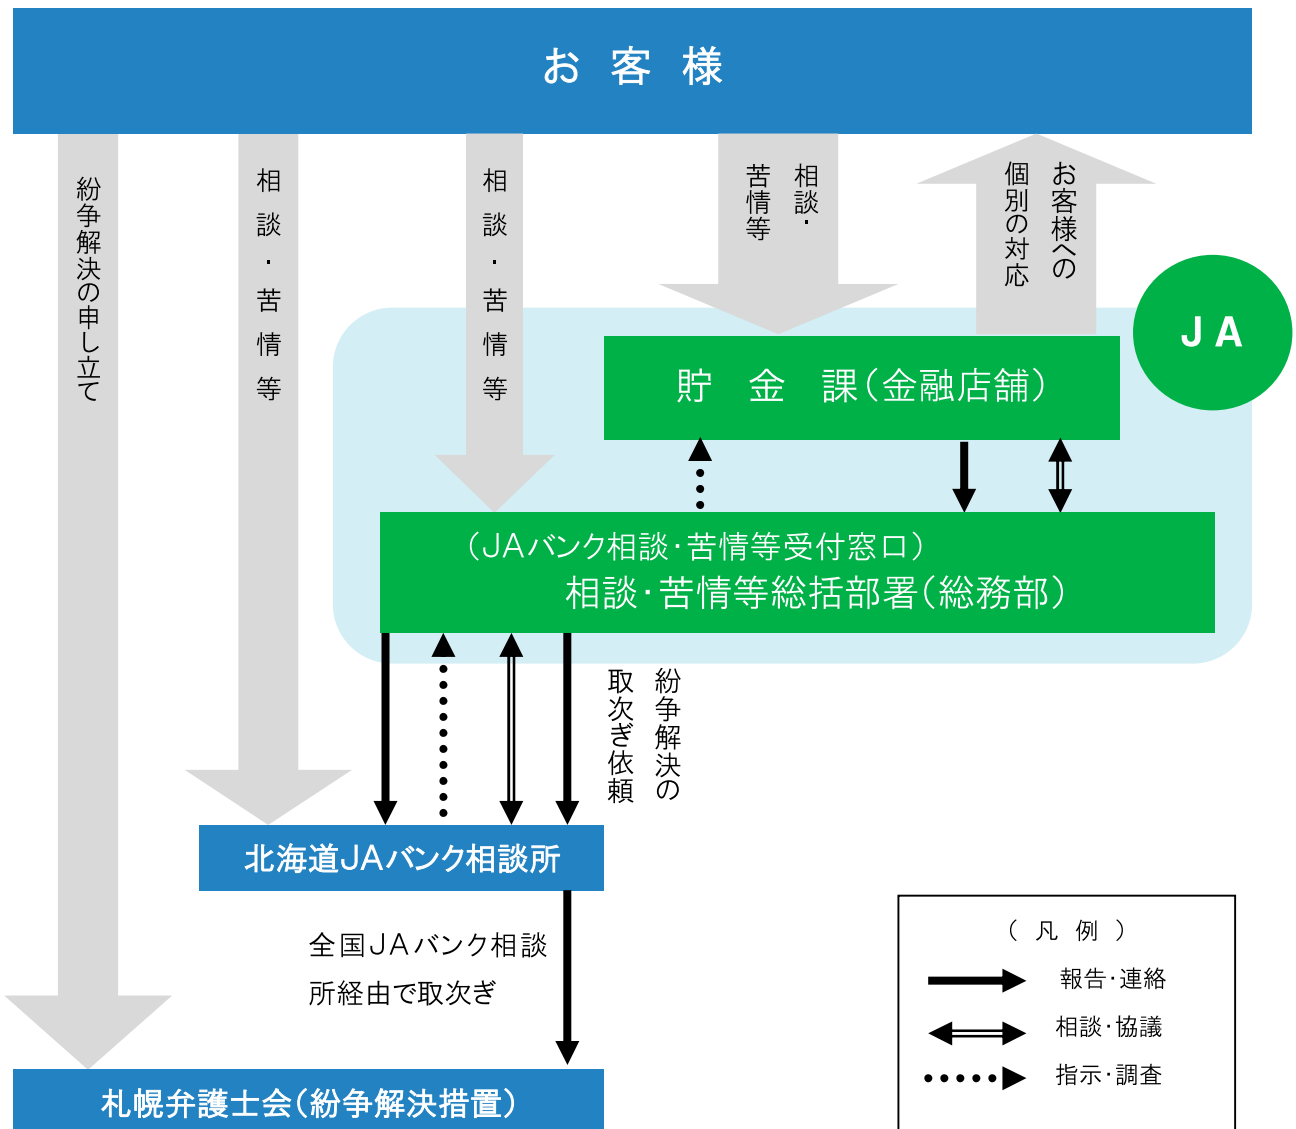 お 客 様
紛争解決の申し立て
相談・苦情等
相談・苦情等
相談・
苦情等
お客様への
個別の対応
ＪＡ
貯 金 課（金融店舗）
（ＪＡバンク相談・苦情等受付窓口）
相談・苦情等総括部署（総務部）
紛争解決の
取次ぎ依頼
北海道ＪＡバンク相談所
全国ＪＡバンク相談
所経由で取次ぎ
札幌弁護士会（紛争解決措置）
（ 凡 例 ）
報告・連絡
相談・協議
指示・調査